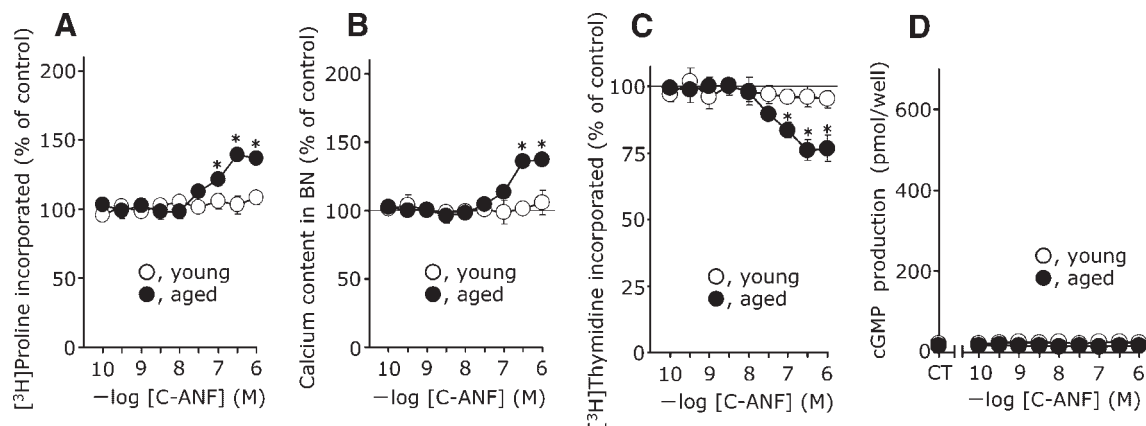 A
[³H]Proline incorporated (% of control)
200
150
100
50
0
○, young
●, aged
10 9 8 7 6
−log [C-ANF] (M)
* * *
B
Calcium content in BN (% of control)
200
150
100
50
0
○, young
●, aged
10 9 8 7 6
−log [C-ANF] (M)
* *
C
[³H]Thymidine incorporated (% of control)
100
75
50
25
0
○, young
●, aged
10 9 8 7 6
−log [C-ANF] (M)
* * *
D
cGMP production (pmol/well)
600
400
200
0
○, young
●, aged
CT 10 9 8 7 6
−log [C-ANF] (M)